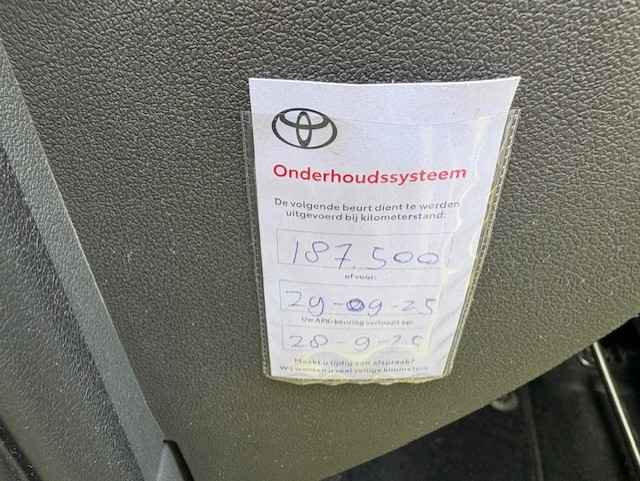 Onderhoudssysteem
De volgende beurt dient te worden
uitgevoerd bij kilometerstand:
187.500
of voor:
29-09-25
Uw APK-keuring verloopt op:
28-9-25
Maakt u tijdig een afspraak?
Wij wensen u veel veilige kilometers